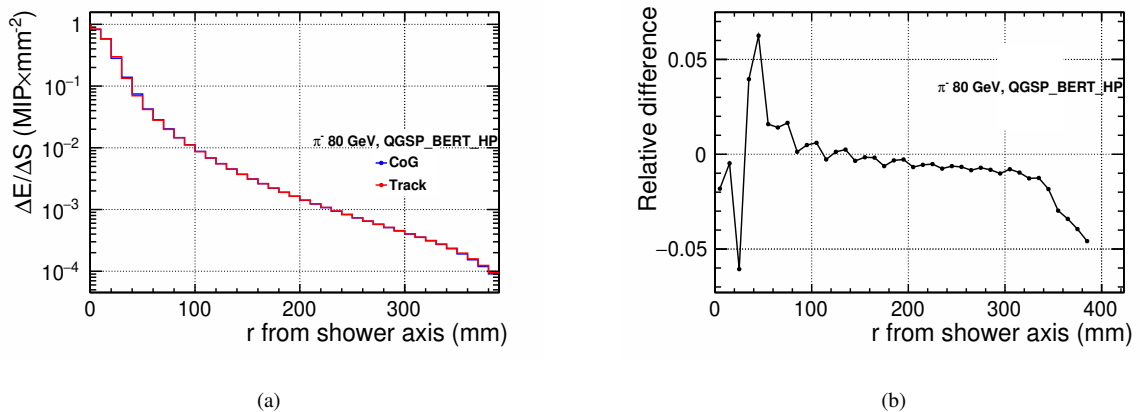 ΔE/ΔS (MIP×mm⁻²)
1
10⁻¹
10⁻²
10⁻³
10⁻⁴
π⁻ 80 GeV, QGSP_BERT_HP
CoG
Track
0 100 200 300
r from shower axis (mm)
(a)
Relative difference
0.05
0
−0.05
π⁻ 80 GeV, QGSP_BERT_HP
0 100 200 300 400
r from shower axis (mm)
(b)